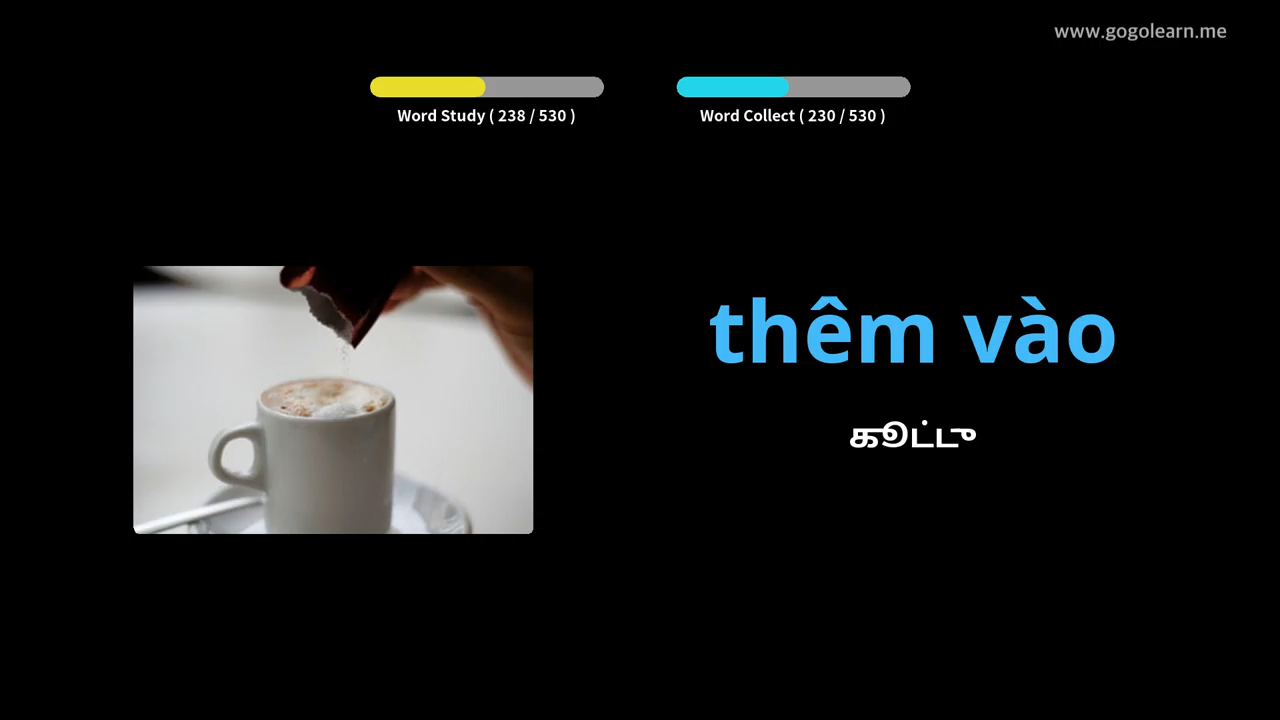 www.gogolearn.me
Word Study ( 238 / 530 )
Word Collect ( 230 / 530 )
thêm vào
கூட்டு